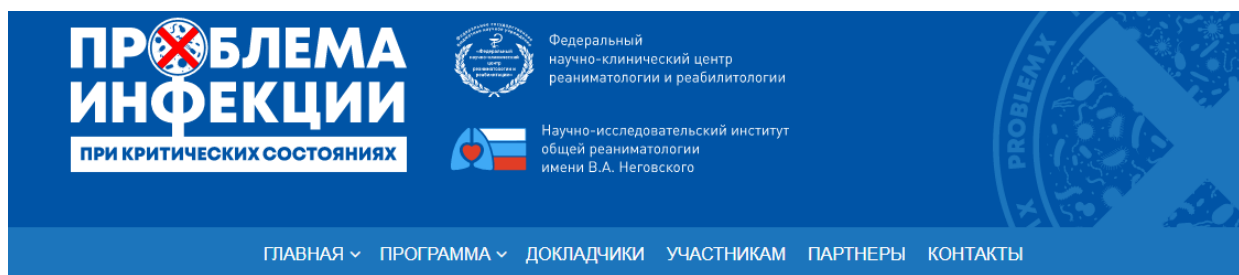 ПРОБЛЕМА
ИНФЕКЦИИ
ПРИ КРИТИЧЕСКИХ СОСТОЯНИЯХ
Федеральный
научно-клинический центр
реаниматологии и реабилитологии
Научно-исследовательский институт
общей реаниматологии
имени В.А. Неговского
PROBLEMX
ГЛАВНАЯ ПРОГРАММА ДОКЛАДЧИКИ УЧАСТНИКАМ ПАРТНЕРЫ КОНТАКТЫ